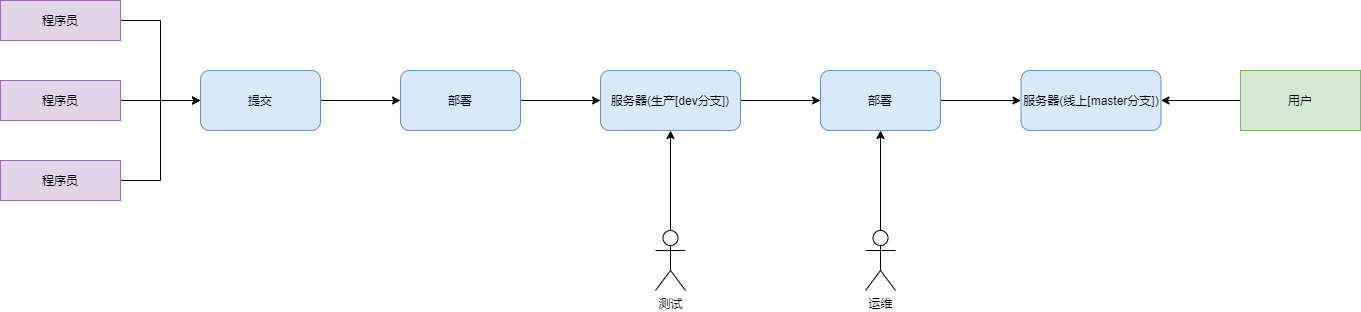 程序员
程序员
程序员
提交
部署
服务器(生产[dev分支])
部署
服务器(线上[master分支])
用户
测试
运维